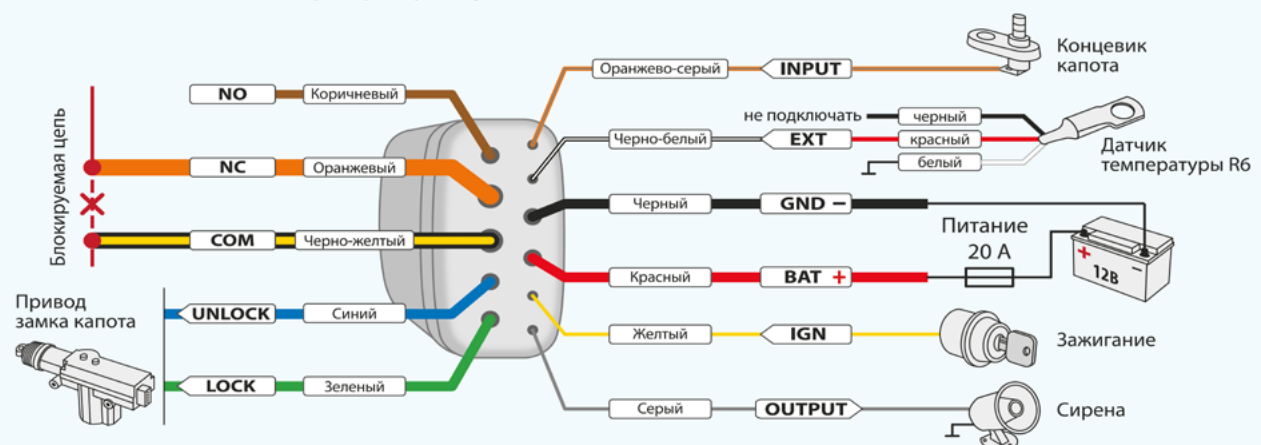 Блокируемая цепь
NO
Коричневый
NC
Оранжевый
COM
Черно-желтый
Привод
замка капота
UNLOCK
Синий
LOCK
Зеленый
Оранжево-серый
INPUT
Концевик
капота
не подключать
черный
Черно-белый
EXT
красный
белый
Датчик
температуры R6
Черный
GND –
Питание
20 А
Красный
BAT +
+
–
12В
Желтый
IGN
Зажигание
Серый
OUTPUT
Сирена